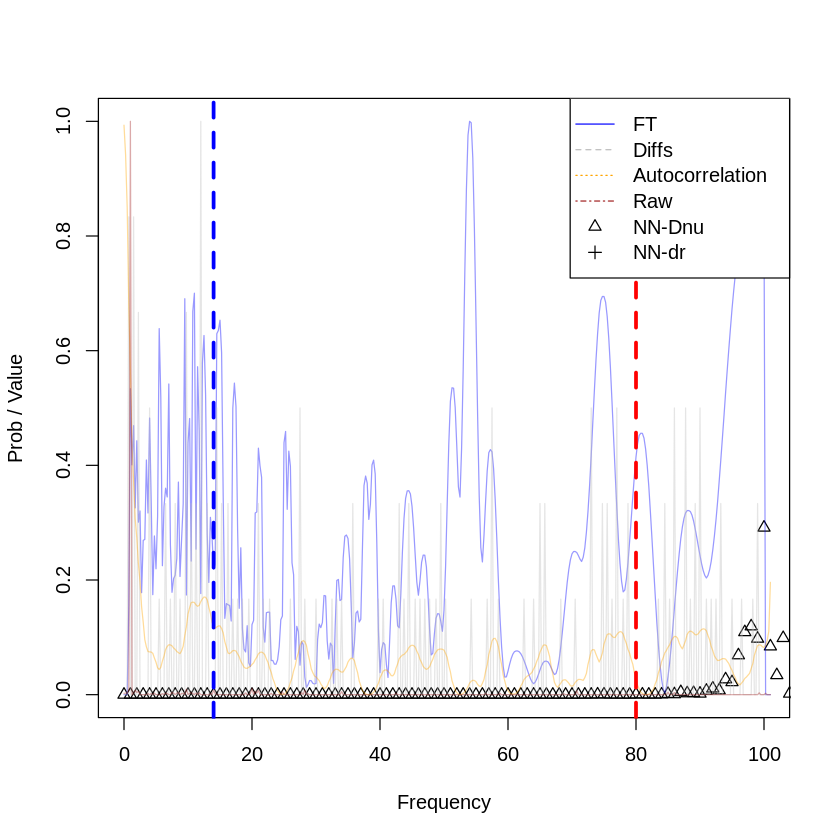 FT
Diffs
Autocorrelation
Raw
NN-Dnu
NN-dr
Prob / Value
1.0
0.8
0.6
0.4
0.2
0.0
0 20 40 60 80 100
Frequency